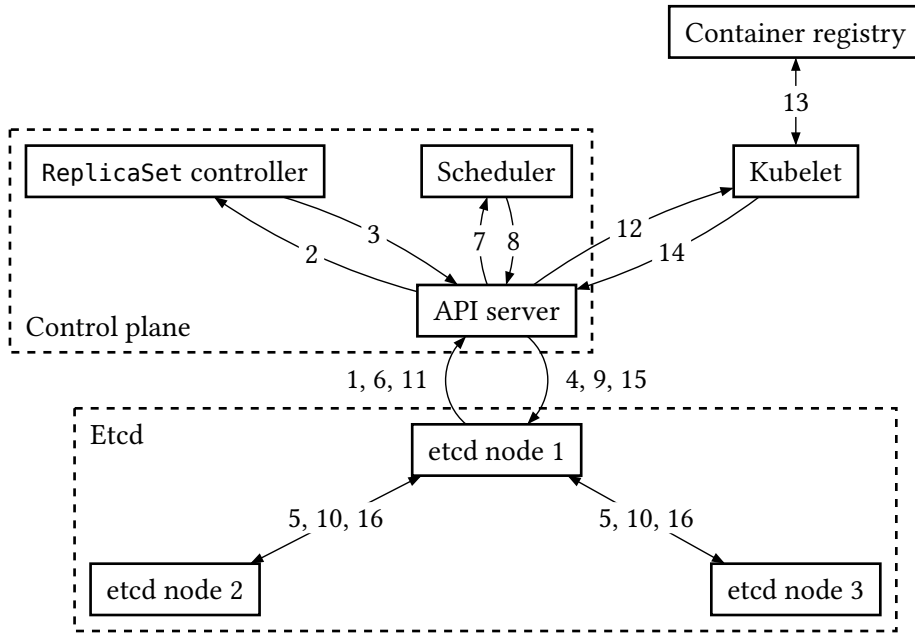 Container registry
13
ReplicaSet controller
Scheduler
Kubelet
3
2
7
8
12
14
API server
Control plane
1, 6, 11
4, 9, 15
Etcd
etcd node 1
5, 10, 16
5, 10, 16
etcd node 2
etcd node 3